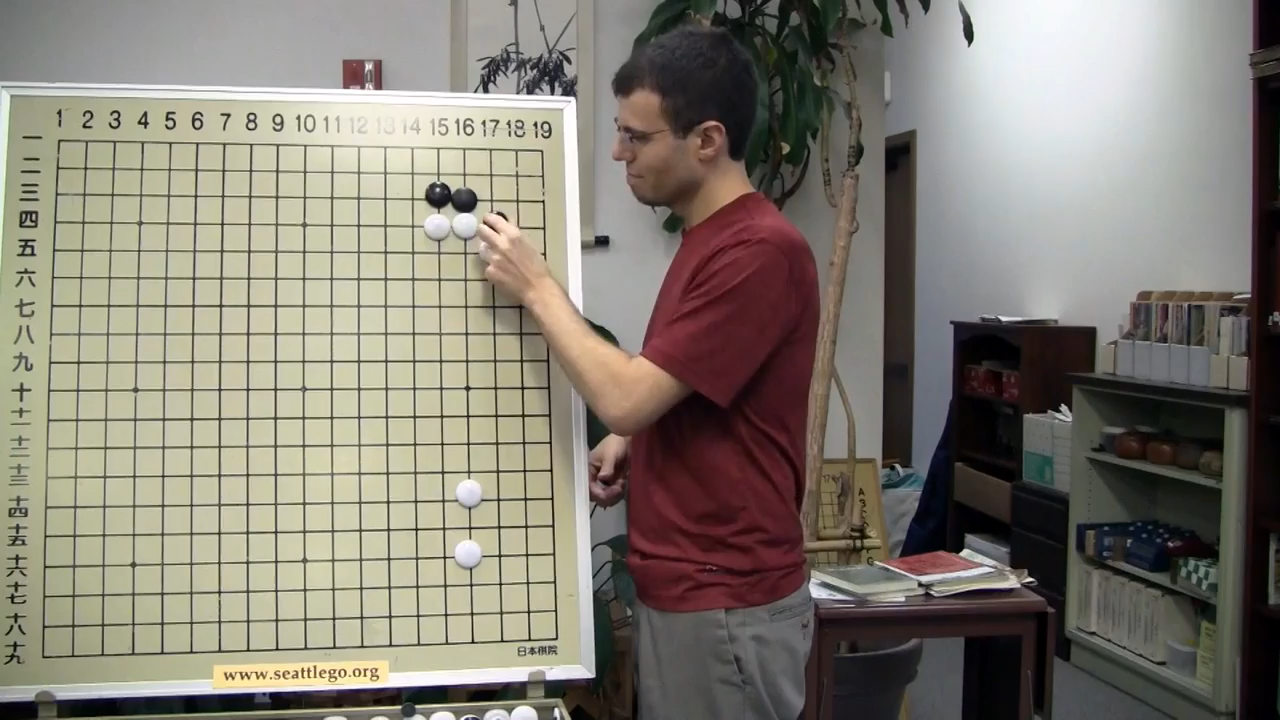 1 2 3 4 5 6 7 8 9 10 11 12 13 14 15 16 17 18 19
一
二
三
四
五
六
七
八
九
十
十一
十二
十三
十四
十五
十六
十七
十八
十九
日本棋院
www.seattlego.org